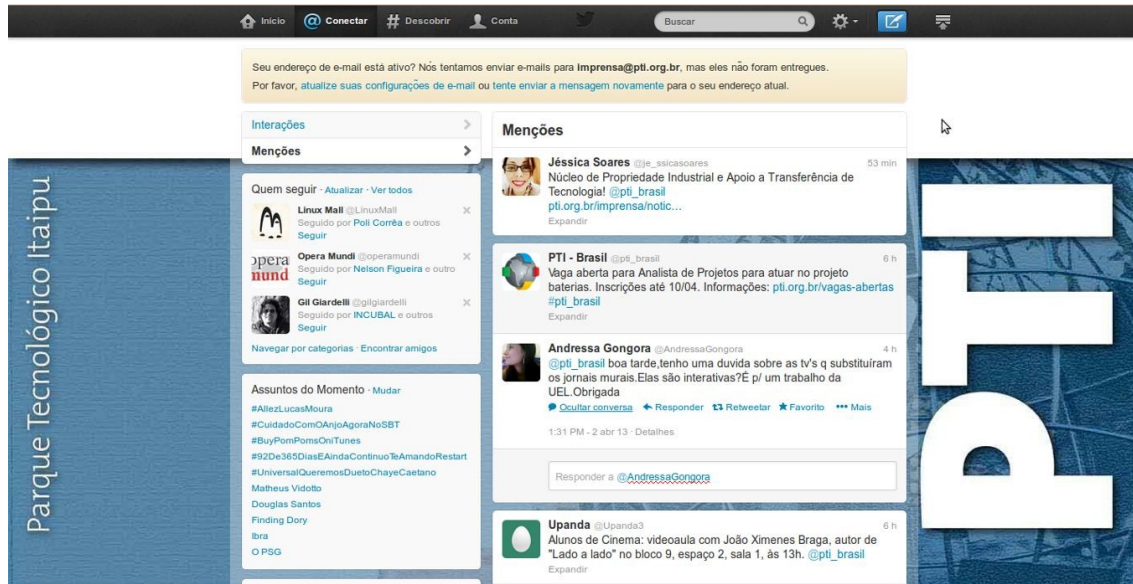 Início
Conectar
Descobrir
Conta
Buscar
Seu endereço de e-mail está ativo? Nós tentamos enviar e-mails para imprensa@pti.org.br, mas eles não foram entregues.
Por favor, atualize suas configurações de e-mail ou tente enviar a mensagem novamente para o seu endereço atual.
Interações
Menções
Quem seguir · Atualizar · Ver todos
Linux Mall @LinuxMall
Seguido por Poli Corrêa e outros
Seguir
opera
mund
Opera Mundi @operamundi
Seguido por Nelson Figueira e outro
Seguir
Gil Giardelli @gilgiardelli
Seguido por INCUBAL e outros
Seguir
Navegar por categorias · Encontrar amigos
Assuntos do Momento · Mudar
#AllezLucasMoura
#CuidadoComOAnjoAgoraNoSBT
#BuyPomPomsOniTunes
#92De365DiasEAindaContinuoTeAmandoRestart
#UniversalQueremosDuetoChayeCaetano
Matheus Vidotto
Douglas Santos
Finding Dory
Ibra
O PSG
Menções
Jéssica Soares @je_ssicasoares 53 min
Núcleo de Propriedade Industrial e Apoio a Transferência de
Tecnologia! @pti_brasil
pti.org.br/imprensa/notic...
Expandir
PTI - Brasil @pti_brasil 6 h
Vaga aberta para Analista de Projetos para atuar no projeto
baterias. Inscrições até 10/04. Informações: pti.org.br/vagas-abertas
#pti_brasil
Expandir
Andressa Gongora @AndressaGongora 4 h
@pti_brasil boa tarde,tenho uma duvida sobre as tv's q substituíram
os jornais murais.Elas são interativas?É p/ um trabalho da
UEL.Obrigada
Ocultar conversa Responder Retweetar Favorito Mais
1:31 PM - 2 abr 13 · Detalhes
Responder a @AndressaGongora
Upanda @Upanda3 6 h
Alunos de Cinema: videoaula com João Ximenes Braga, autor de
"Lado a lado" no bloco 9, espaço 2, sala 1, às 13h. @pti_brasil
Expandir
Parque Tecnológico Itaipu
PTI